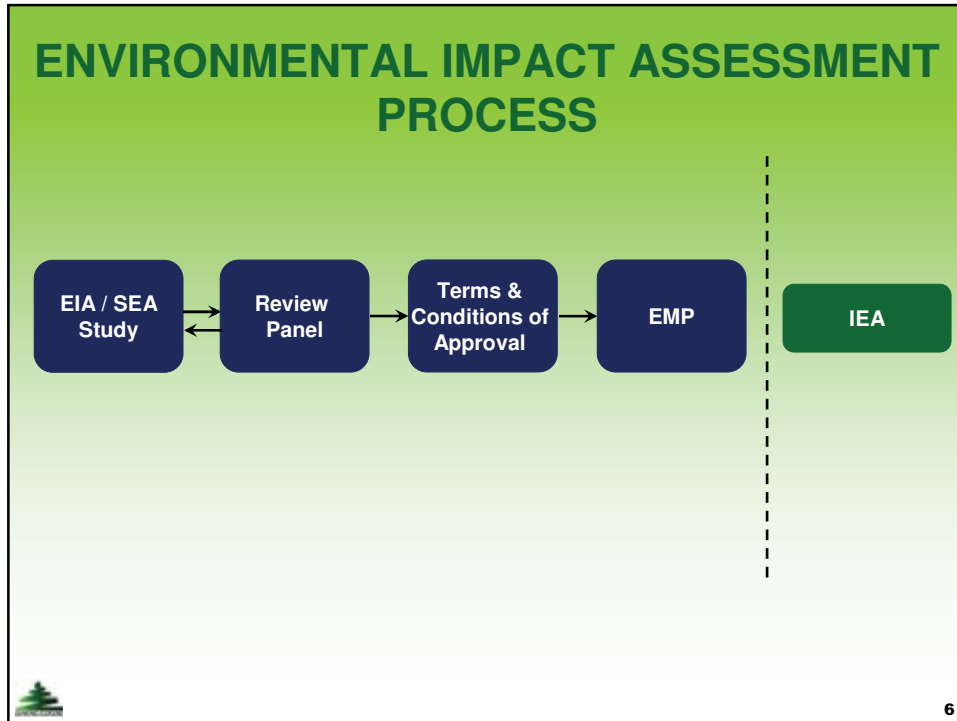 ENVIRONMENTAL IMPACT ASSESSMENT
PROCESS
EIA / SEA
Study
Review
Panel
Terms &
Conditions of
Approval
EMP
IEA
6